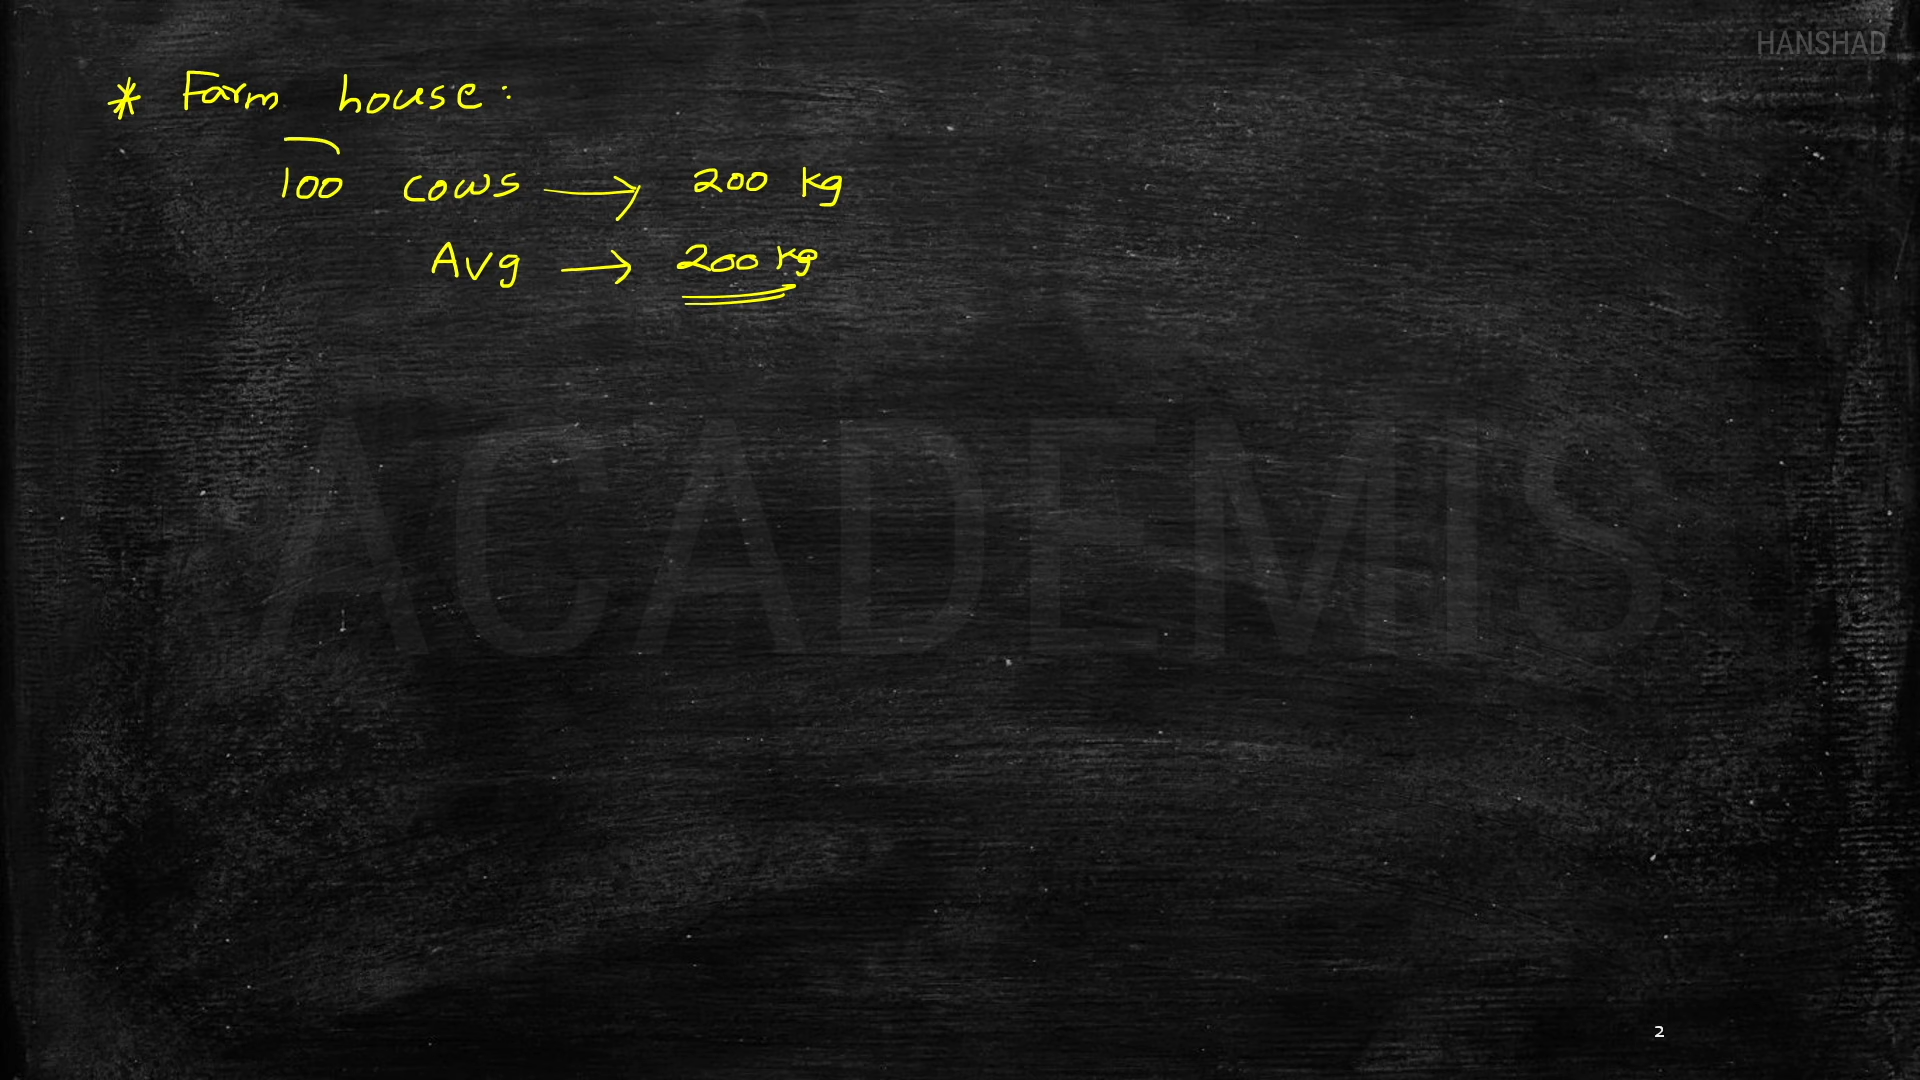 HANSHAD
* Farm house:
100 cows → 200 kg
Avg → 200 kg
ACADEMIS
2